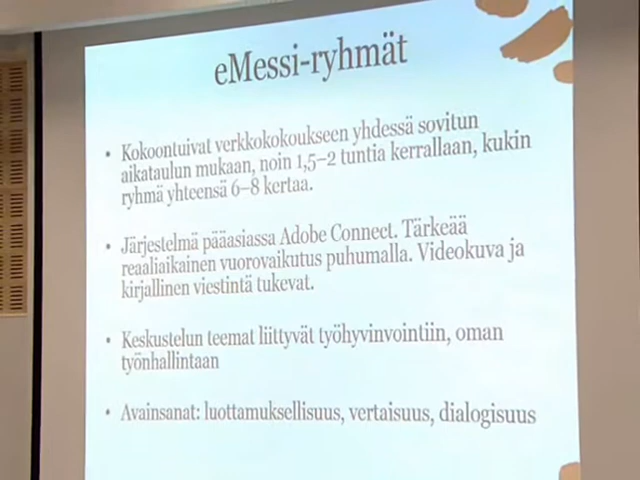 eMessi-ryhmät
• Kokoontuivat verkkokokoukseen yhdessä sovitun
aikataulun mukaan, noin 1,5–2 tuntia kerrallaan, kukin
ryhmä yhteensä 6–8 kertaa.
• Järjestelmä pääasiassa Adobe Connect. Tärkeää
reaaliaikainen vuorovaikutus puhumalla. Videokuva ja
kirjallinen viestintä tukevat.
• Keskustelun teemat liittyvät työhyvinvointiin, oman
työnhallintaan
• Avainsanat: luottamuksellisuus, vertaisuus, dialogisuus